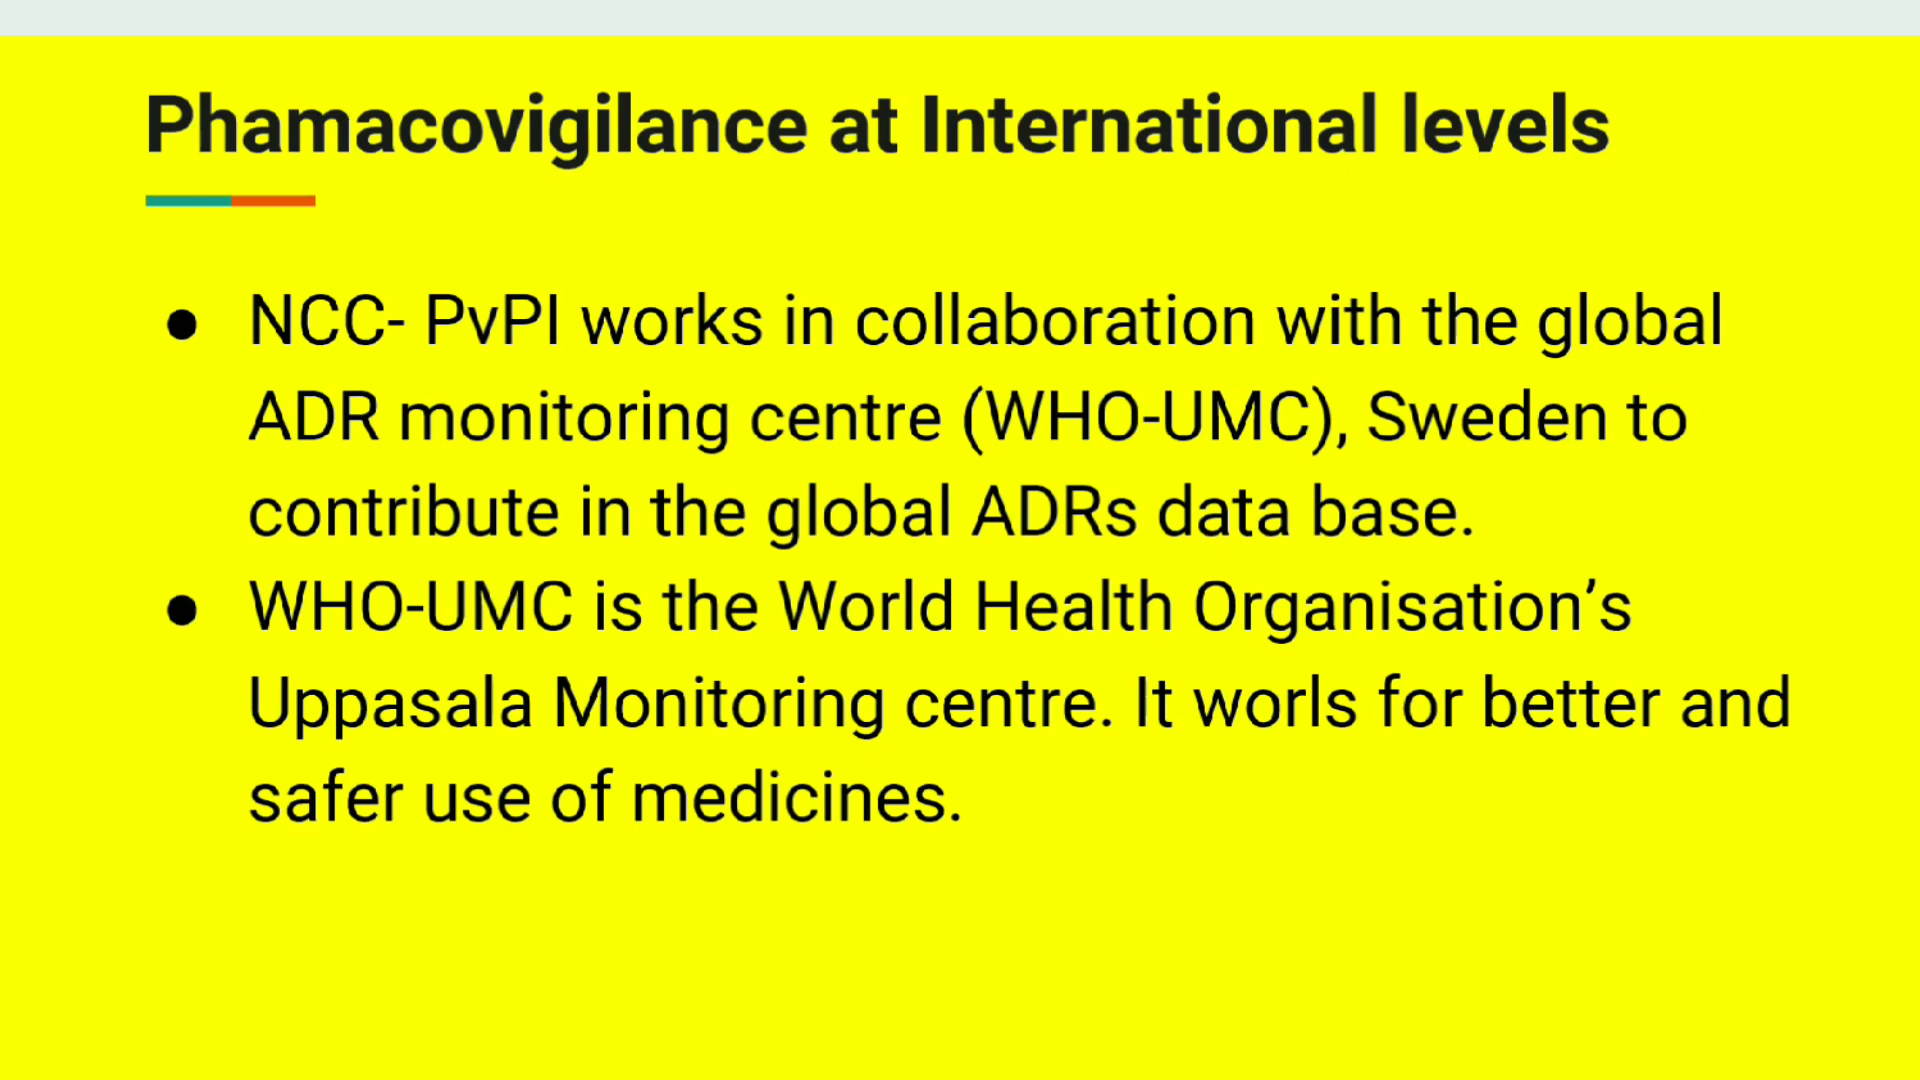 Phamacovigilance at International levels
● NCC- PvPI works in collaboration with the global
ADR monitoring centre (WHO-UMC), Sweden to
contribute in the global ADRs data base.
● WHO-UMC is the World Health Organisation’s
Uppasala Monitoring centre. It worls for better and
safer use of medicines.